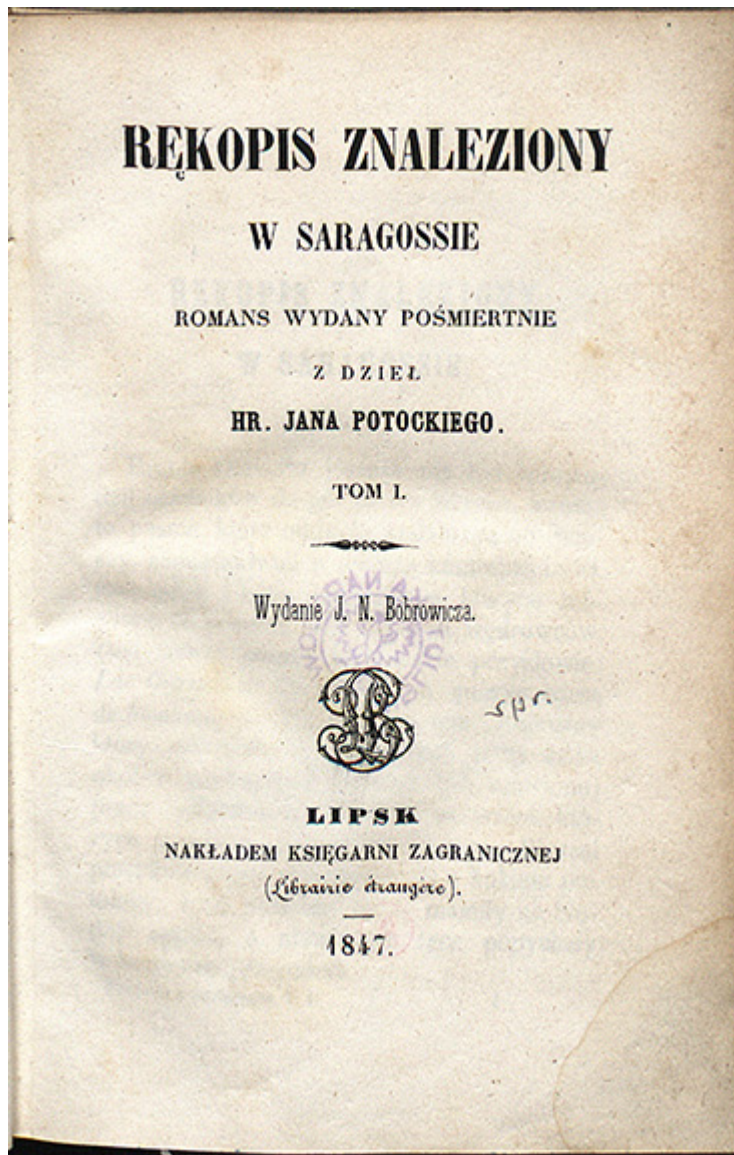 RĘKOPIS ZNALEZIONY
W SARAGOSSIE
ROMANS WYDANY POŚMIERTNIE
Z DZIEŁ
HR. JANA POTOCKIEGO.
TOM I.
Wydanie J. N. Bobrowicza.
spr.
LIPSK
NAKŁADEM KSIĘGARNI ZAGRANICZNEJ
(Librairie étrangère).
1847.